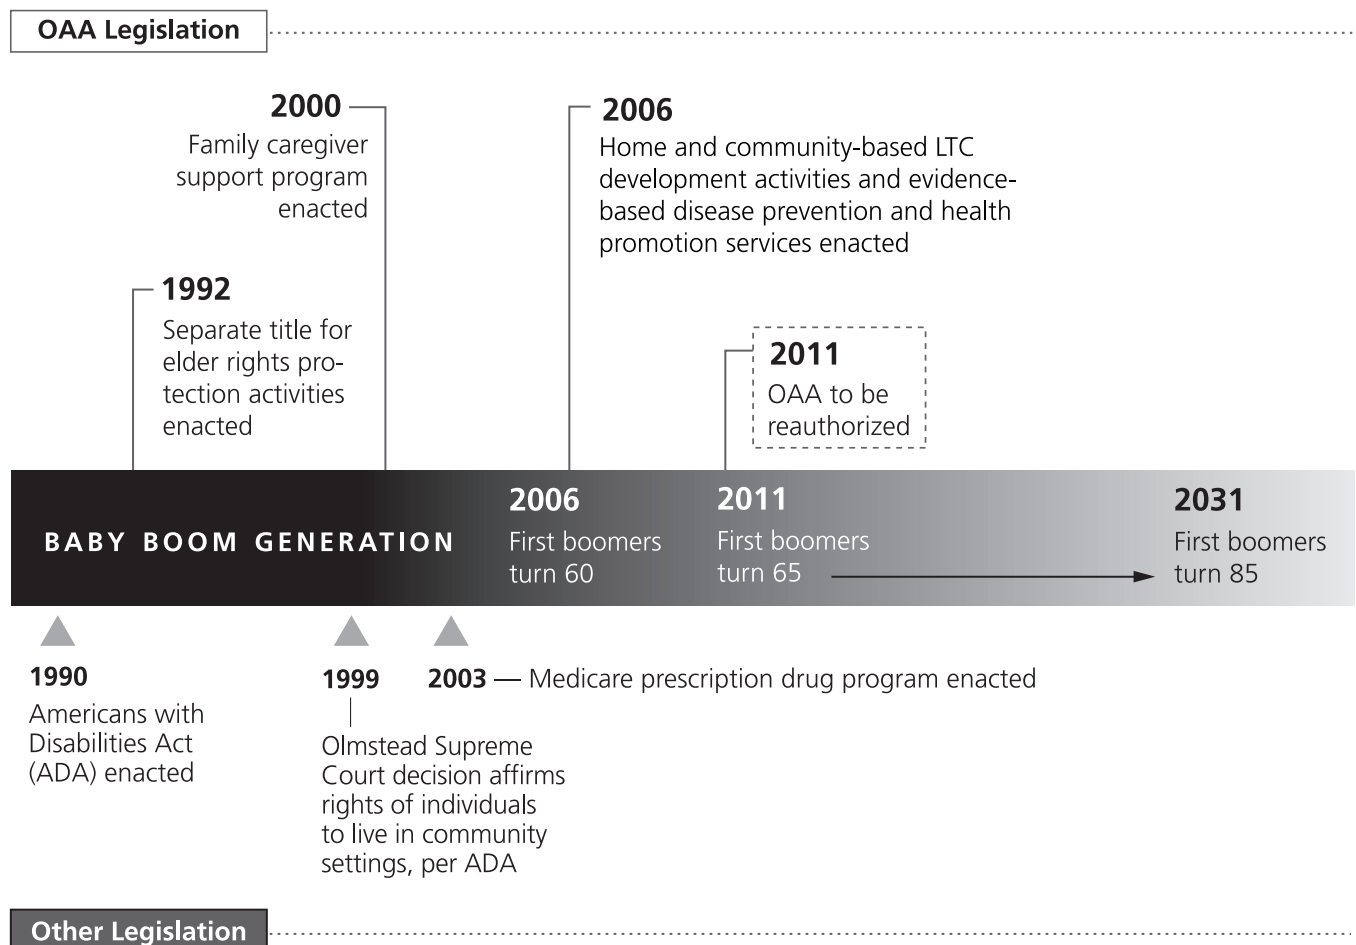 OAA Legislation
2000
Family caregiver
support program
enacted
2006
Home and community-based LTC
development activities and evidence-
based disease prevention and health
promotion services enacted
1992
Separate title for
elder rights pro-
tection activities
enacted
2011
OAA to be
reauthorized
BABY BOOM GENERATION
2006
First boomers
turn 60
2011
First boomers
turn 65
2031
First boomers
turn 85
1990
Americans with
Disabilities Act
(ADA) enacted
1999
Olmstead Supreme
Court decision affirms
rights of individuals
to live in community
settings, per ADA
2003 — Medicare prescription drug program enacted
Other Legislation